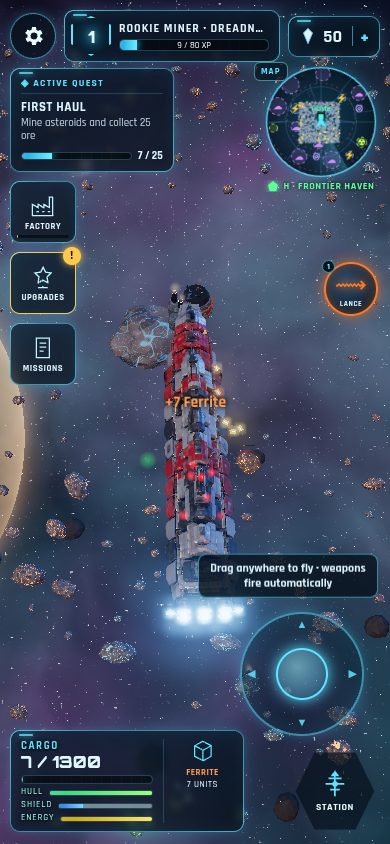 1
ROOKIE MINER · DREADN...
9 / 80 XP
50
+
ACTIVE QUEST
FIRST HAUL
Mine asteroids and collect 25
ore
7 / 25
MAP
FRONTIER HAVEN
FACTORY
!
UPGRADES
MISSIONS
1
LANCE
+7 Ferrite
Drag anywhere to fly · weapons
fire automatically
CARGO
7 / 1300
HULL
SHIELD
ENERGY
FERRITE
7 UNITS
STATION